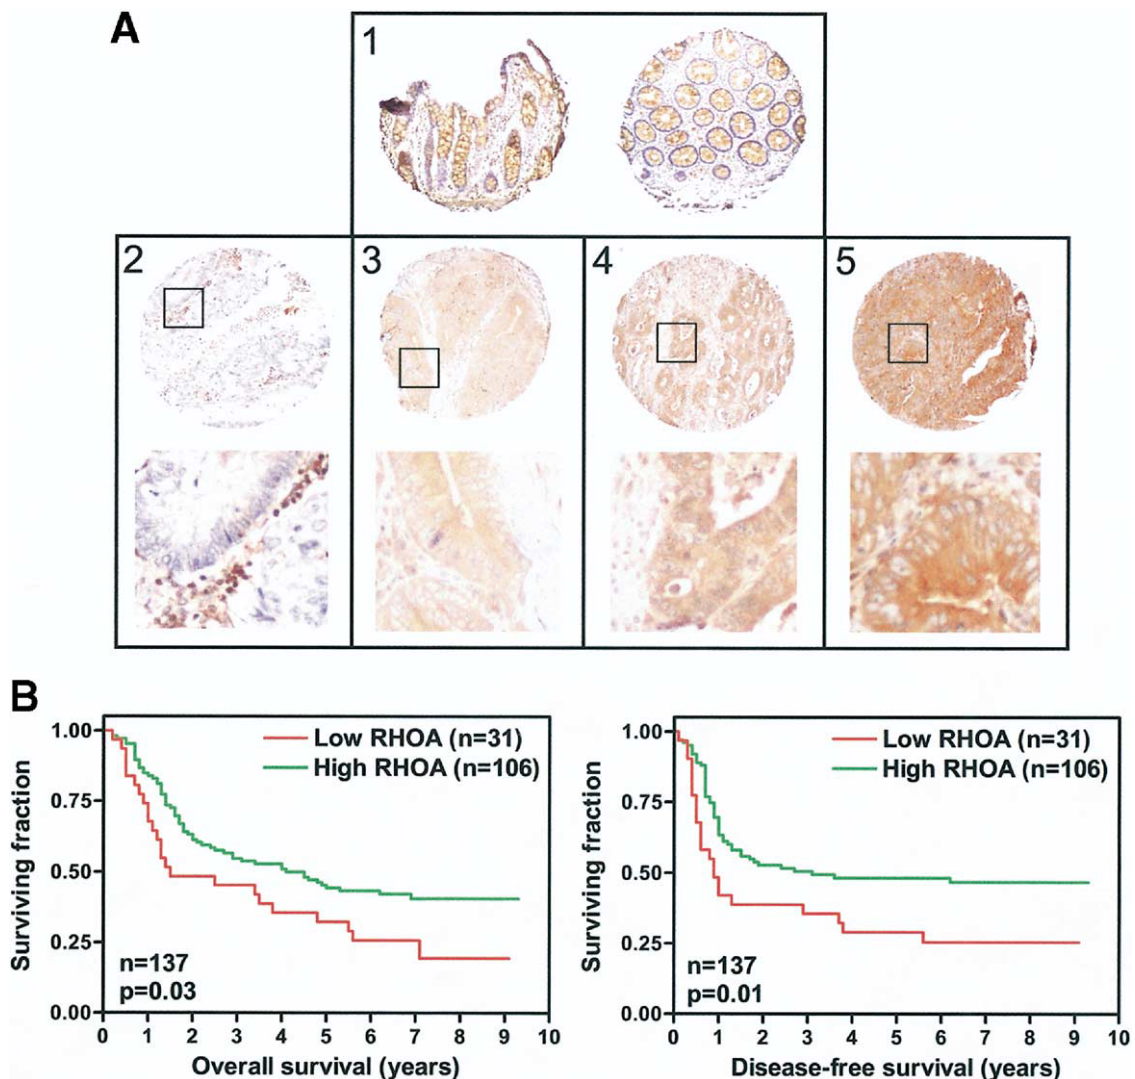 A
1
2
3
4
5
B
Surviving fraction
1.00
0.75
0.50
0.25
0.00
Low RHOA (n=31)
High RHOA (n=106)
n=137
p=0.03
0 1 2 3 4 5 6 7 8 9 10
Overall survival (years)
Surviving fraction
1.00
0.75
0.50
0.25
0.00
Low RHOA (n=31)
High RHOA (n=106)
n=137
p=0.01
0 1 2 3 4 5 6 7 8 9 10
Disease-free survival (years)